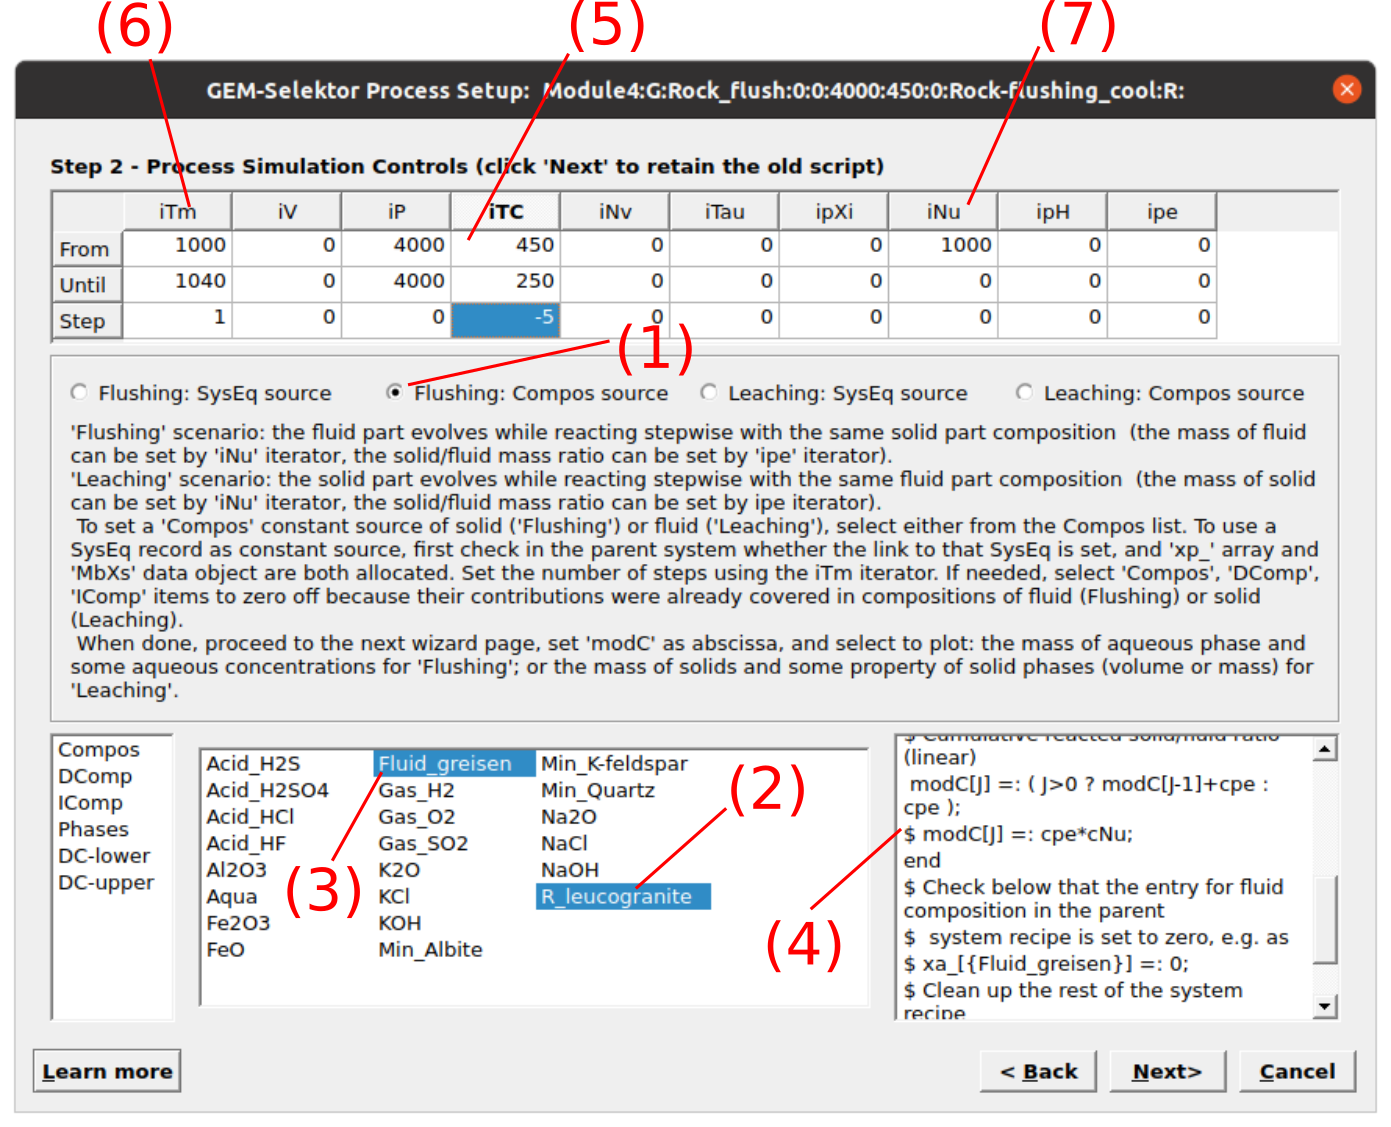 (6) (5) (7)
GEM-Selektor Process Setup: Module4:G:Rock_flush:0:0:4000:450:0:Rock-flushing_cool:R:
Step 2 - Process Simulation Controls (click 'Next' to retain the old script)
iTm iV iP iTC iNv iTau ipXi iNu ipH ipe
From 1000 0 4000 450 0 0 0 1000 0 0
Until 1040 0 4000 250 0 0 0 0 0 0
Step 1 0 0 -5 0 0 0 0 0 0
(1)
Flushing: SysEq source Flushing: Compos source Leaching: SysEq source Leaching: Compos source
'Flushing' scenario: the fluid part evolves while reacting stepwise with the same solid part composition (the mass of fluid
can be set by 'iNu' iterator, the solid/fluid mass ratio can be set by 'ipe' iterator).
'Leaching' scenario: the solid part evolves while reacting stepwise with the same fluid part composition (the mass of solid
can be set by 'iNu' iterator, the solid/fluid mass ratio can be set by ipe iterator).
To set a 'Compos' constant source of solid ('Flushing') or fluid ('Leaching'), select either from the Compos list. To use a
SysEq record as constant source, first check in the parent system whether the link to that SysEq is set, and 'xp_' array and
'MbXs' data object are both allocated. Set the number of steps using the iTm iterator. If needed, select 'Compos', 'DComp',
'IComp' items to zero off because their contributions were already covered in compositions of fluid (Flushing) or solid
(Leaching).
When done, proceed to the next wizard page, set 'modC' as abscissa, and select to plot: the mass of aqueous phase and
some aqueous concentrations for 'Flushing'; or the mass of solids and some property of solid phases (volume or mass) for
'Leaching'.
Compos
DComp
IComp
Phases
DC-lower
DC-upper
Acid_H2S Fluid_greisen Min_K-feldspar
Acid_H2SO4 Gas_H2 Min_Quartz
Acid_HCl Gas_O2 Na2O
Acid_HF Gas_SO2 NaCl
Al2O3 K2O NaOH
Aqua KCl R_leucogranite
Fe2O3 KOH
FeO Min_Albite
(2)
(3)
(4)
$ Cumulative reacted solid/fluid ratio
(linear)
modC[J] =: ( J>0 ? modC[J-1]+cpe :
cpe );
$ modC[J] =: cpe*cNu;
end
$ Check below that the entry for fluid
composition in the parent
$ system recipe is set to zero, e.g. as
$ xa_[{Fluid_greisen}] =: 0;
$ Clean up the rest of the system
recipe
Learn more < Back Next> Cancel